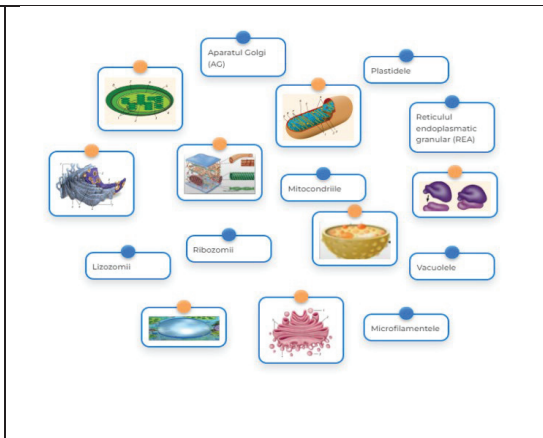 Aparatul Golgi
(AG)
Plastidele
Reticulul
endoplasmatic
granular (REA)
Mitocondriile
Ribozomii
Lizozomii
Vacuolele
Microfilamentele